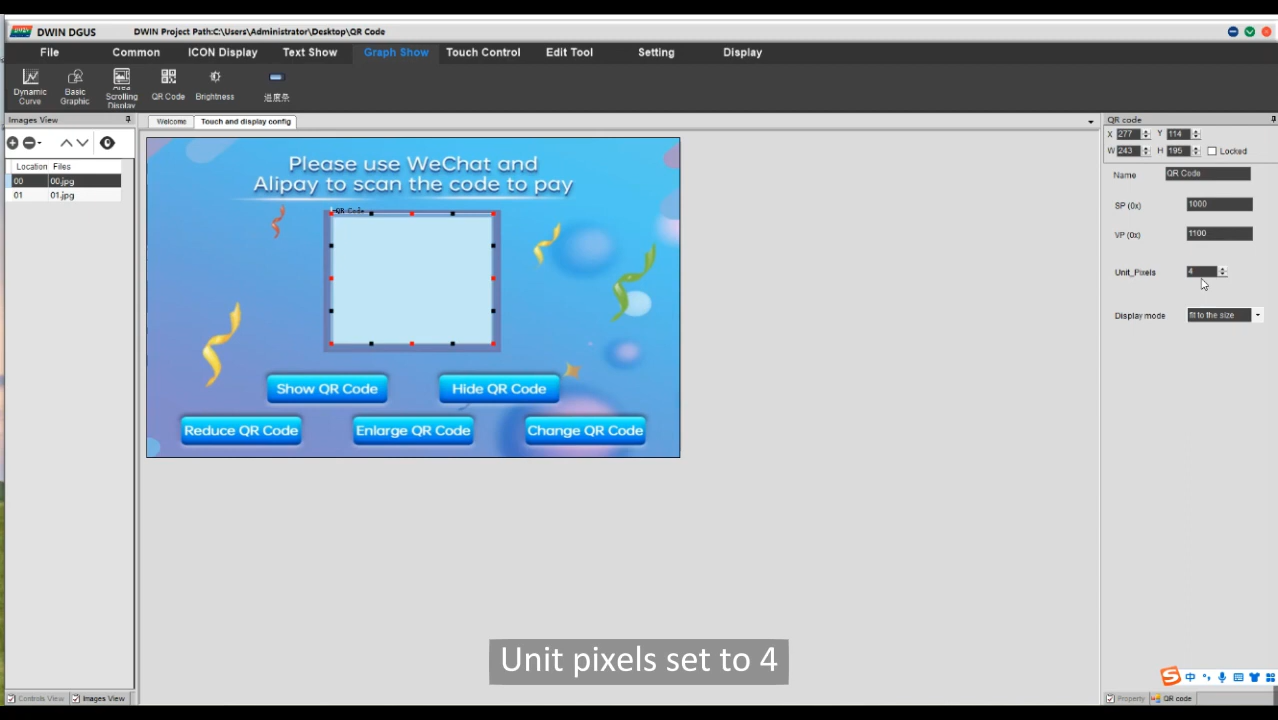 DWIN DGUS DWIN Project Path:C:\Users\Administrator\Desktop\QR Code
File Common ICON Display Text Show Graph Show Touch Control Edit Tool Setting Display
Dynamic Curve
Basic Graphic
Scrolling Display
QR Code
Brightness
进度条
Images View
Welcome
Touch and display config
Location Files
00 00.jpg
01 01.jpg
Please use WeChat and
Alipay to scan the code to pay
QR Code
Show QR Code
Hide QR Code
Reduce QR Code
Enlarge QR Code
Change QR Code
QR code
X 277 Y 114
W 243 H 195 Locked
Name QR Code
SP (0x) 1000
VP (0x) 1100
Unit_Pixels 4
Display mode fit to the size
Unit pixels set to 4
中
Controls View
Images View
Property
QR code